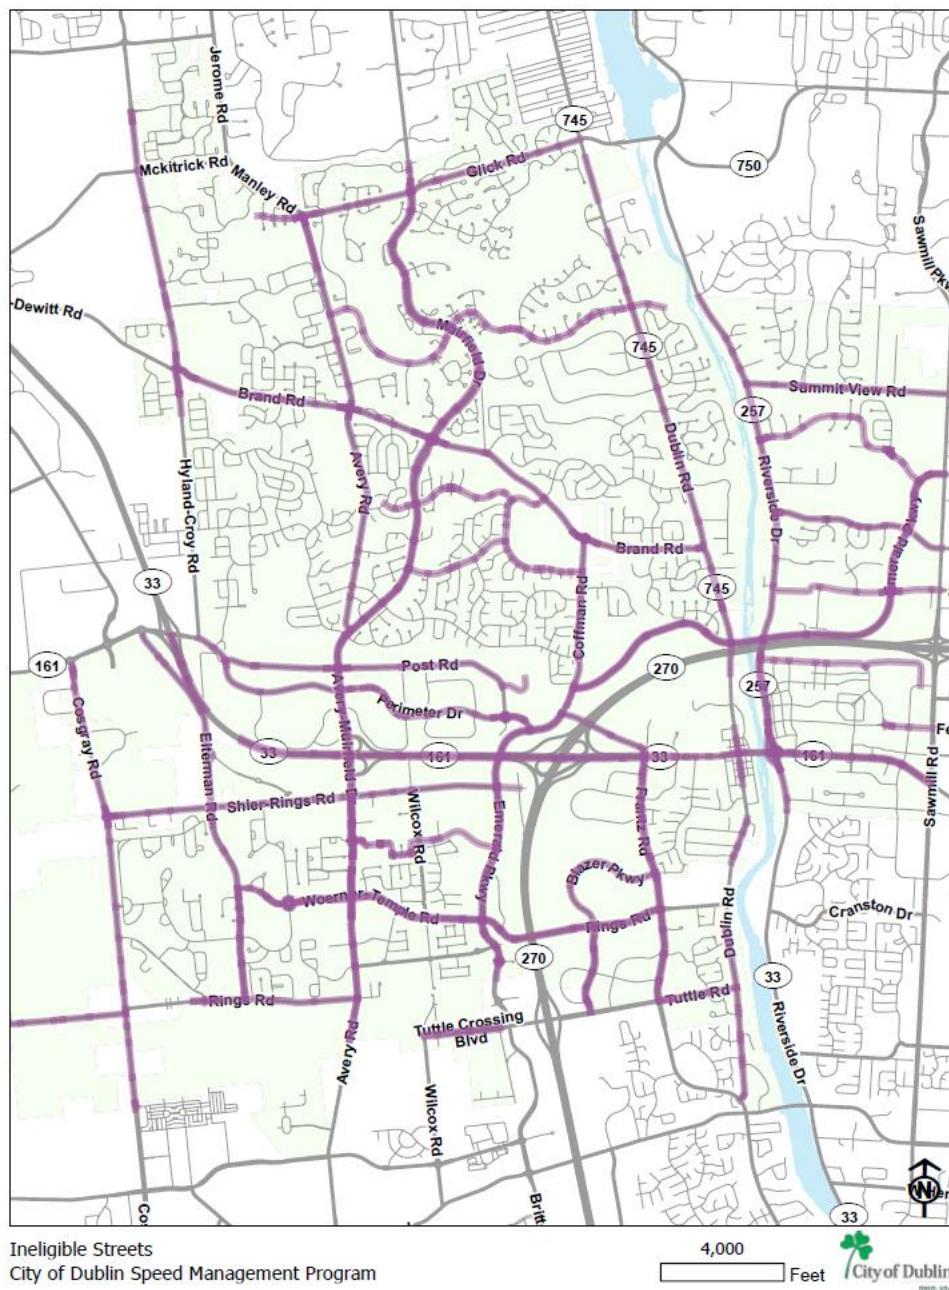 Jerome Rd
745
Mckitrick Rd
Glick Rd
750
Manley Rd
Dewitt Rd
Muirfield Dr
745
Sawmill
Summit View Rd
Brand Rd
257
Avery Rd
Dublin Rd
Riverside Dr
Hyland-Croy Rd
Brand Rd
33
745
Coffman Rd
161
Post Rd
270
257
Cosgray Rd
Perimeter Dr
Eiterman Rd
33
161
33
161
Sawmill Rd
Shier-Rings Rd
Wilcox Rd
Emerald Pkwy
Frantz Rd
Blazer Pkwy
Woerner-Temple Rd
Rings Rd
Cranston Dr
Dublin Rd
270
33
Rings Rd
Tuttle Rd
Tuttle Crossing
Blvd
Avery Rd
Riverside Dr
Wilcox Rd
N
33
Ineligible Streets
City of Dublin Speed Management Program
4,000
Feet
City of Dublin